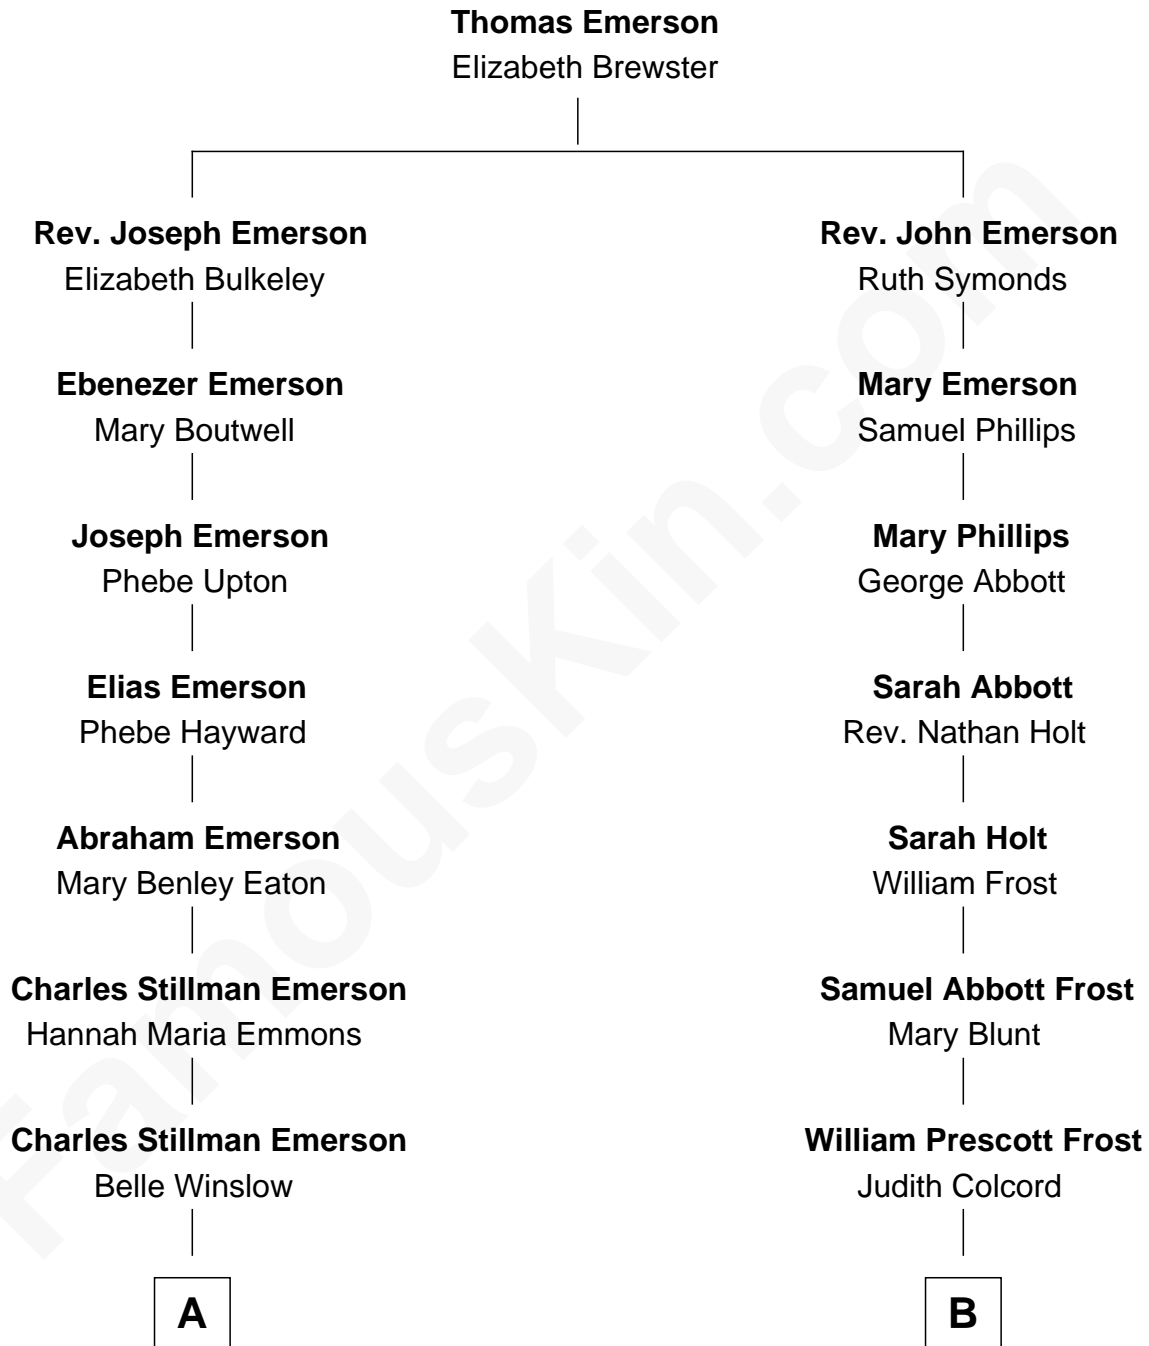 Thomas Emerson
Elizabeth Brewster
Rev. Joseph Emerson
Elizabeth Bulkeley
Rev. John Emerson
Ruth Symonds
Ebenezer Emerson
Mary Boutwell
Mary Emerson
Samuel Phillips
Joseph Emerson
Phebe Upton
Mary Phillips
George Abbott
Elias Emerson
Phebe Hayward
Sarah Abbott
Rev. Nathan Holt
Abraham Emerson
Mary Benley Eaton
Sarah Holt
William Frost
Charles Stillman Emerson
Hannah Maria Emmons
Samuel Abbott Frost
Mary Blunt
Charles Stillman Emerson
Belle Winslow
William Prescott Frost
Judith Colcord
A
B
FamousKin.com